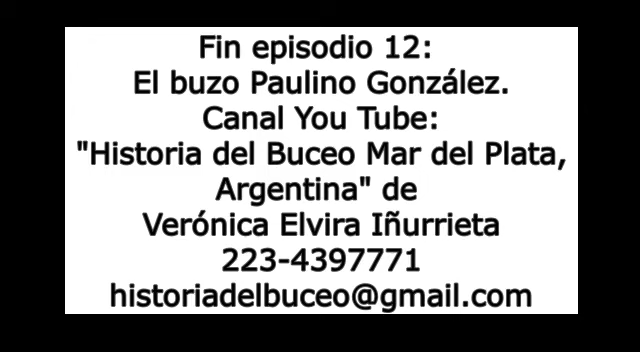 Fin episodio 12:
El buzo Paulino González.
Canal You Tube:
"Historia del Buceo Mar del Plata,
Argentina" de
Verónica Elvira Iñurrieta
223-4397771
historiadelbuceo@gmail.com